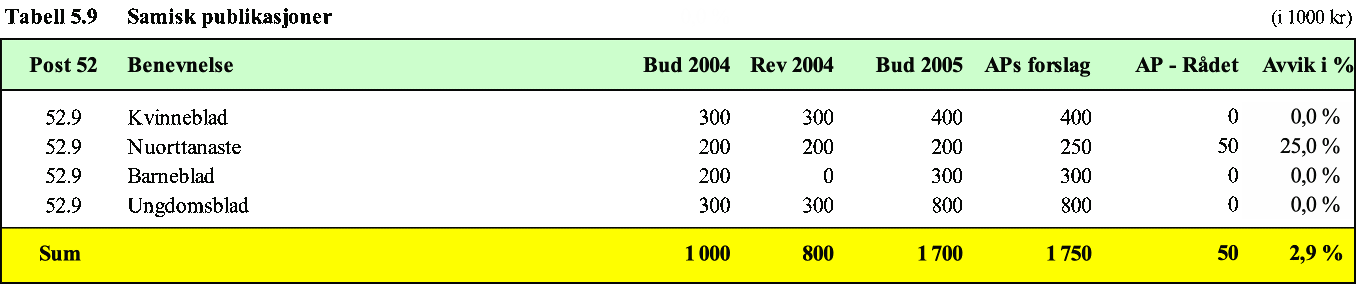 Tabell 5.9 Samisk publikasjoner (i 1000 kr)
Post 52 Benevnelse Bud 2004 Rev 2004 Bud 2005 APs forslag AP - Rådet Avvik i %
52.9 Kvinneblad 300 300 400 400 0 0,0 %
52.9 Nuorttanaste 200 200 200 250 50 25,0 %
52.9 Barneblad 200 0 300 300 0 0,0 %
52.9 Ungdomsblad 300 300 800 800 0 0,0 %
Sum 1 000 800 1 700 1 750 50 2,9 %